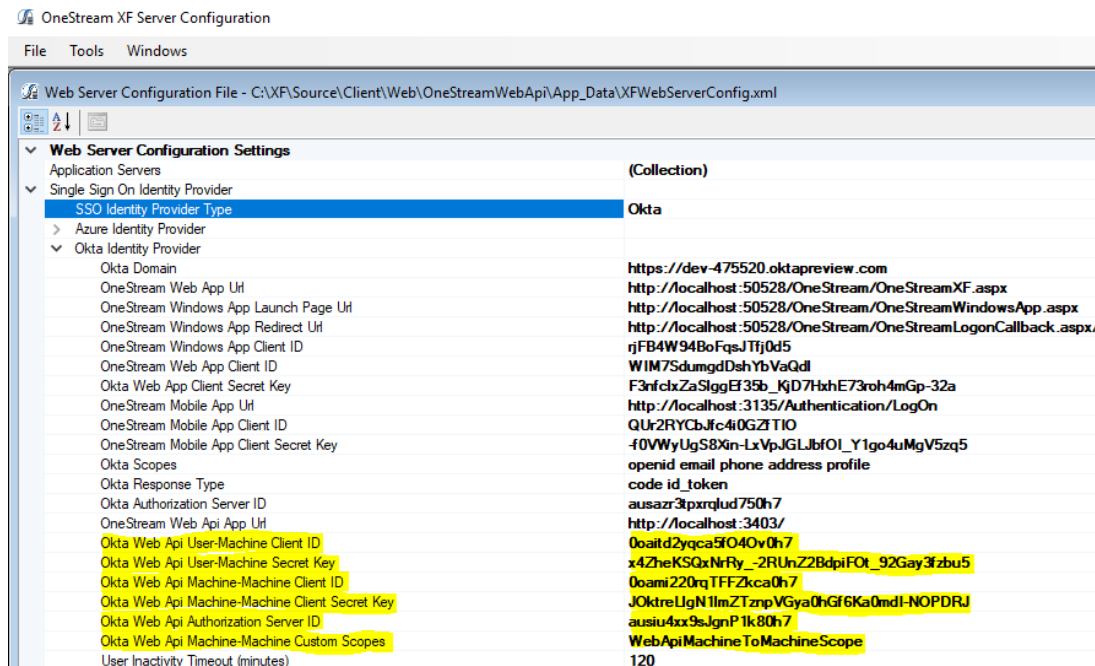 OneStream XF Server Configuration
File Tools Windows
Web Server Configuration File - C:\XF\Source\Client\Web\OneStreamWebApi\App_Data\XFWebServerConfig.xml
Web Server Configuration Settings
Application Servers (Collection)
Single Sign On Identity Provider
SSO Identity Provider Type Okta
Azure Identity Provider
Okta Identity Provider
Okta Domain https://dev-475520.oktapreview.com
OneStream Web App Url http://localhost:50528/OneStream/OneStreamXF.aspx
OneStream Windows App Launch Page Url http://localhost:50528/OneStream/OneStreamWindowsApp.aspx
OneStream Windows App Redirect Url http://localhost:50528/OneStream/OneStreamLogonCallback.aspx/
OneStream Windows App Client ID rjFB4W94BoFqsJTfj0d5
OneStream Web App Client ID WIM7SdumgdDshYbVaQdI
Okta Web App Client Secret Key F3nfcIxZaSIggEf35b_KjD7HxhE73roh4mGp-32a
OneStream Mobile App Url http://localhost:3135/Authentication/LogOn
OneStream Mobile App Client ID QUr2RYCbJfc4i0GZfTIO
OneStream Mobile App Client Secret Key -f0VWyUgS8Xin-LxVpJGLJbfOI_Y1go4uMgV5zq5
Okta Scopes openid email phone address profile
Okta Response Type code id_token
Okta Authorization Server ID ausazr3tpxrqlud750h7
OneStream Web Api App Url http://localhost:3403/
Okta Web Api User-Machine Client ID 0oaitd2yqca5fO4Ov0h7
Okta Web Api User-Machine Secret Key x4ZheKSQxNrRy_-2RUnZ2BdpiFOt_92Gay3fzbu5
Okta Web Api Machine-Machine Client ID 0oami220rqTFFZkca0h7
Okta Web Api Machine-Machine Client Secret Key JOktreLIgN1ImZTznpVGya0hGf6Ka0mdI-NOPDRJ
Okta Web Api Authorization Server ID ausiu4xx9sJgnP1k80h7
Okta Web Api Machine-Machine Custom Scopes WebApiMachineToMachineScope
User Inactivity Timeout (minutes) 120